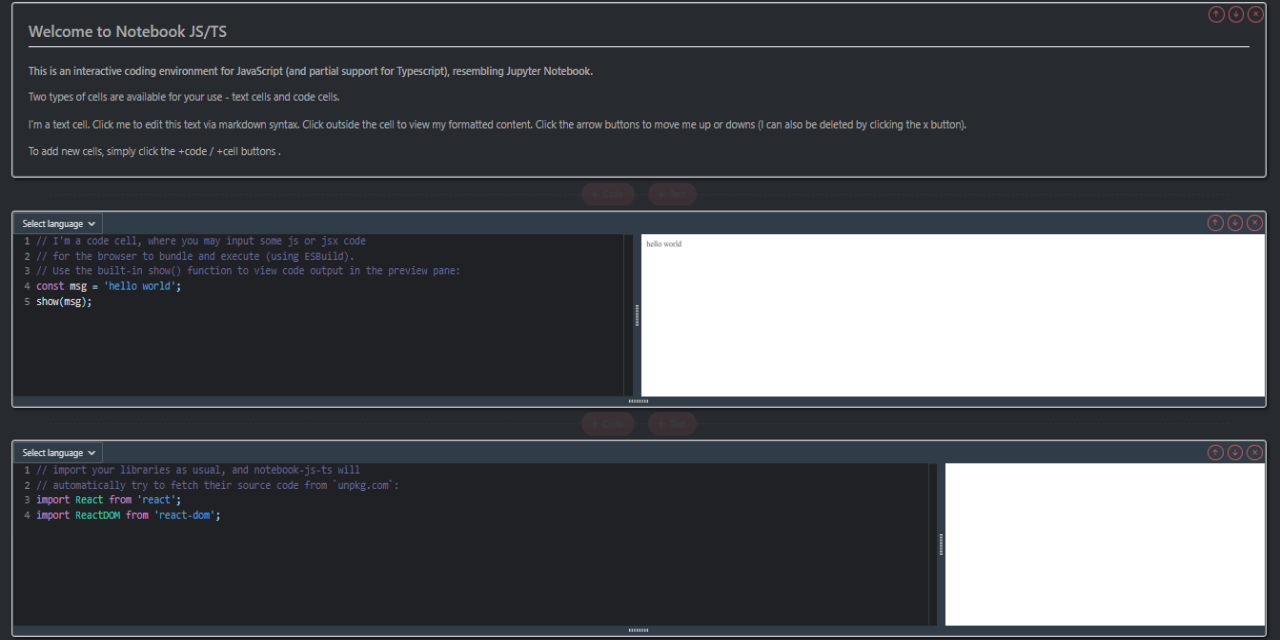 Welcome to Notebook JS/TS
This is an interactive coding environment for JavaScript (and partial support for Typescript), resembling Jupyter Notebook.
Two types of cells are available for your use - text cells and code cells.
I'm a text cell. Click me to edit this text via markdown syntax. Click outside the cell to view my formatted content. Click the arrow buttons to move me up or downs (I can also be deleted by clicking the x button).
To add new cells, simply click the +code / +cell buttons .
Select language
1 // I'm a code cell, where you may input some js or jsx code
2 // for the browser to bundle and execute (using ESBuild).
3 // Use the built-in show() function to view code output in the preview pane:
4 const msg = 'hello world';
5 show(msg);
hello world
Select language
1 // import your libraries as usual, and notebook-js-ts will
2 // automatically try to fetch their source code from `unpkg.com`:
3 import React from 'react';
4 import ReactDOM from 'react-dom';